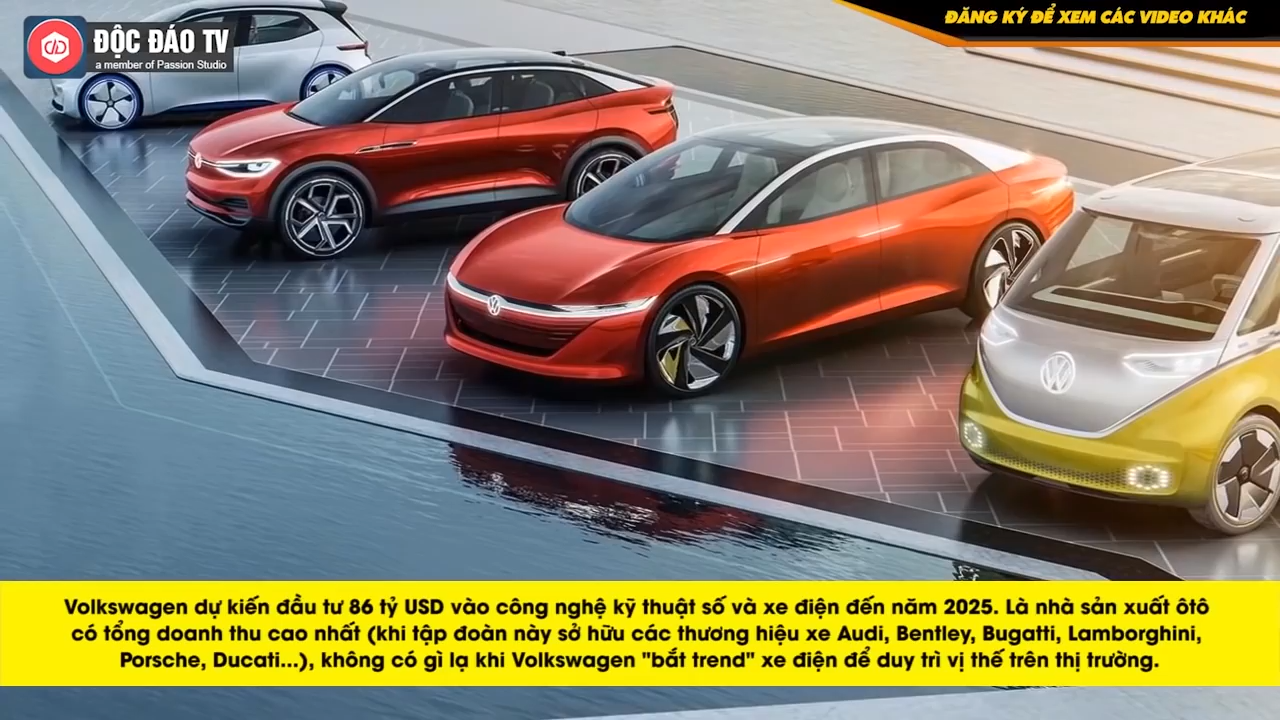 ĐỘC ĐÁO TV
a member of Passion Studio
ĐĂNG KÝ ĐỂ XEM CÁC VIDEO KHÁC
Volkswagen dự kiến đầu tư 86 tỷ USD vào công nghệ kỹ thuật số và xe điện đến năm 2025. Là nhà sản xuất ôtô
có tổng doanh thu cao nhất (khi tập đoàn này sở hữu các thương hiệu xe Audi, Bentley, Bugatti, Lamborghini,
Porsche, Ducati...), không có gì lạ khi Volkswagen "bắt trend" xe điện để duy trì vị thế trên thị trường.